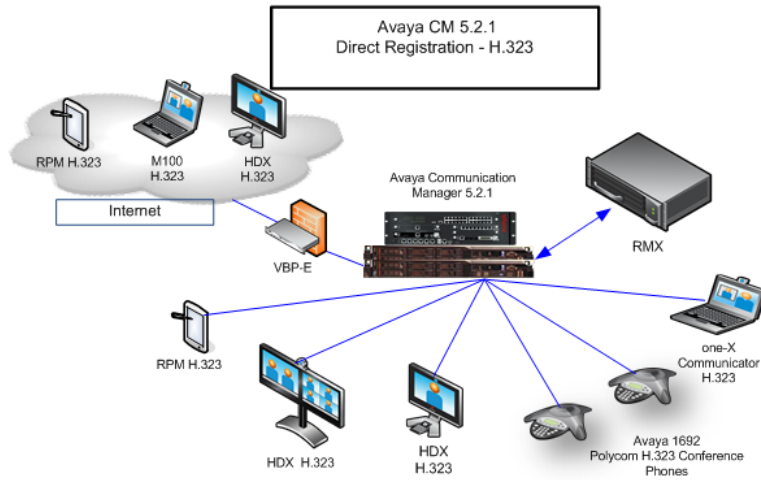 Avaya CM 5.2.1
Direct Registration - H.323
RPM H.323
M100
H.323
HDX
H.323
Internet
VBP-E
Avaya Communication
Manager 5.2.1
RMX
RPM H.323
HDX H.323
HDX
H.323
one-X
Communicator
H.323
Avaya 1692
Polycom H.323 Conference
Phones